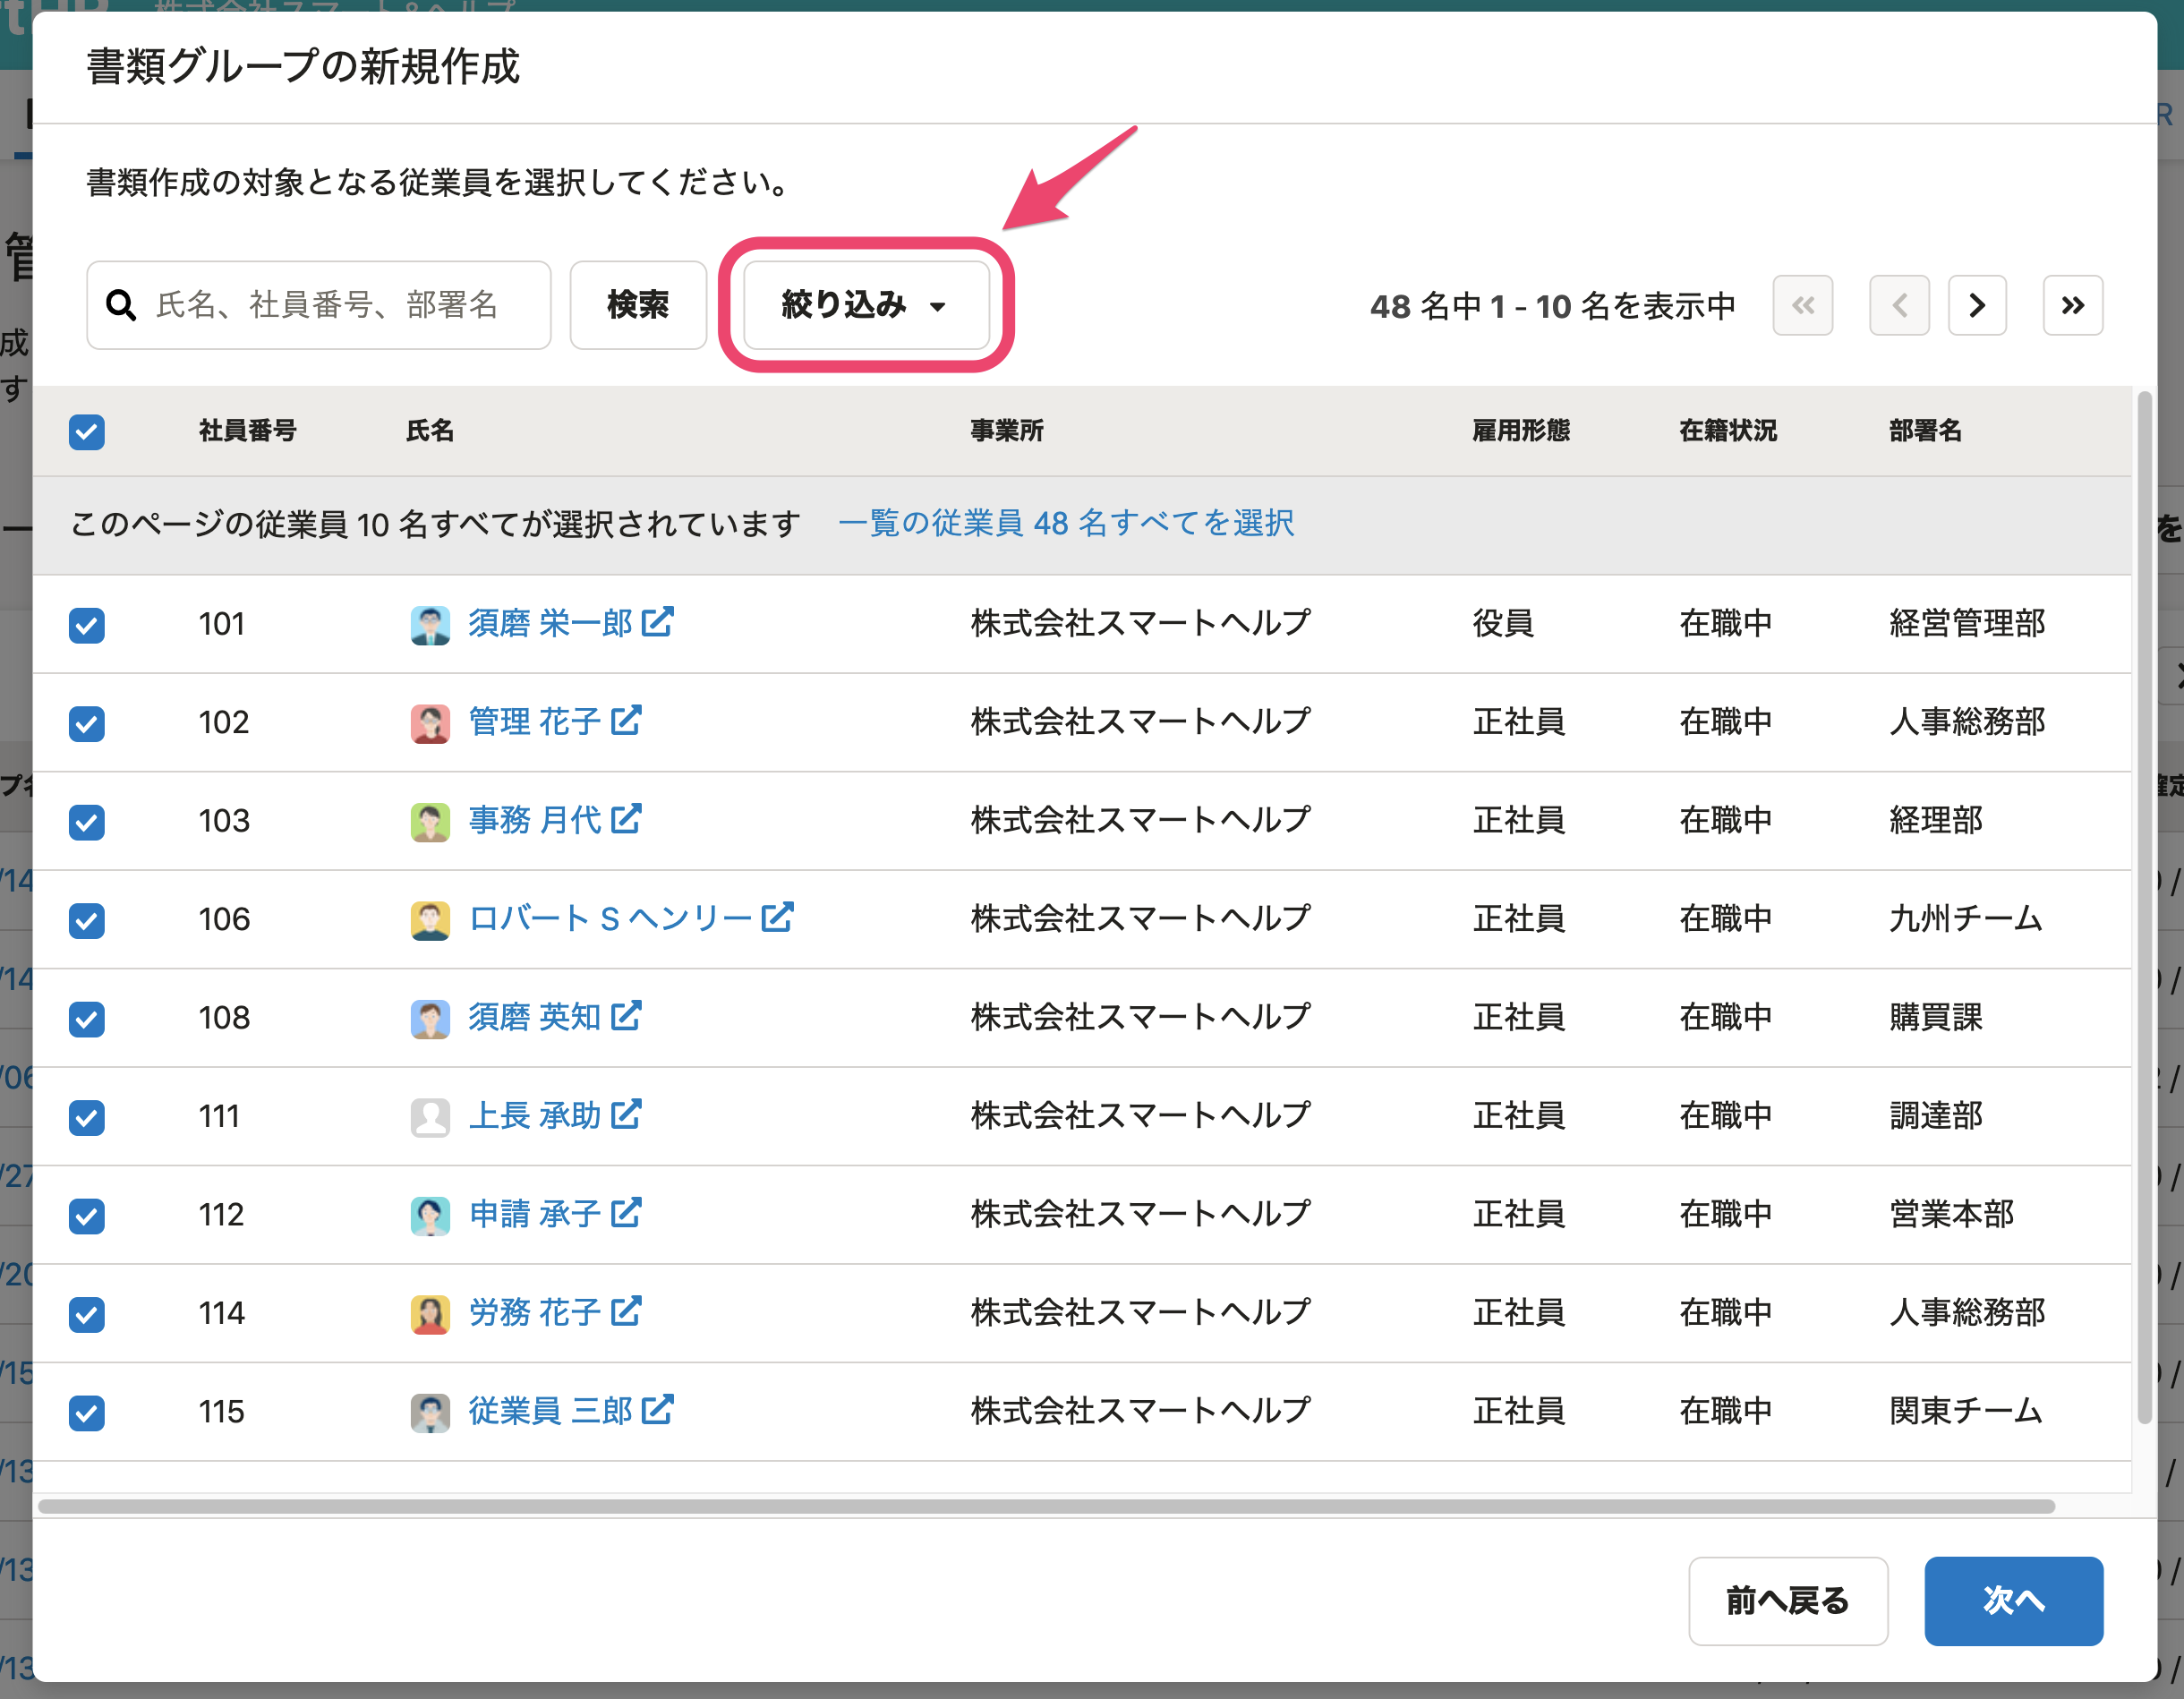 株式会社スマート&ヘルプ
書類グループの新規作成
書類作成の対象となる従業員を選択してください。
氏名、社員番号、部署名 検索 絞り込み 48 名中 1 - 10 名を表示中
社員番号 氏名 事業所 雇用形態 在籍状況 部署名
このページの従業員 10 名すべてが選択されています 一覧の従業員 48 名すべてを選択
101 須磨 栄一郎 株式会社スマートヘルプ 役員 在職中 経営管理部
102 管理 花子 株式会社スマートヘルプ 正社員 在職中 人事総務部
103 事務 月代 株式会社スマートヘルプ 正社員 在職中 経理部
106 ロバート S ヘンリー 株式会社スマートヘルプ 正社員 在職中 九州チーム
108 須磨 英知 株式会社スマートヘルプ 正社員 在職中 購買課
111 上長 承助 株式会社スマートヘルプ 正社員 在職中 調達部
112 申請 承子 株式会社スマートヘルプ 正社員 在職中 営業本部
114 労務 花子 株式会社スマートヘルプ 正社員 在職中 人事総務部
115 従業員 三郎 株式会社スマートヘルプ 正社員 在職中 関東チーム
前へ戻る 次へ